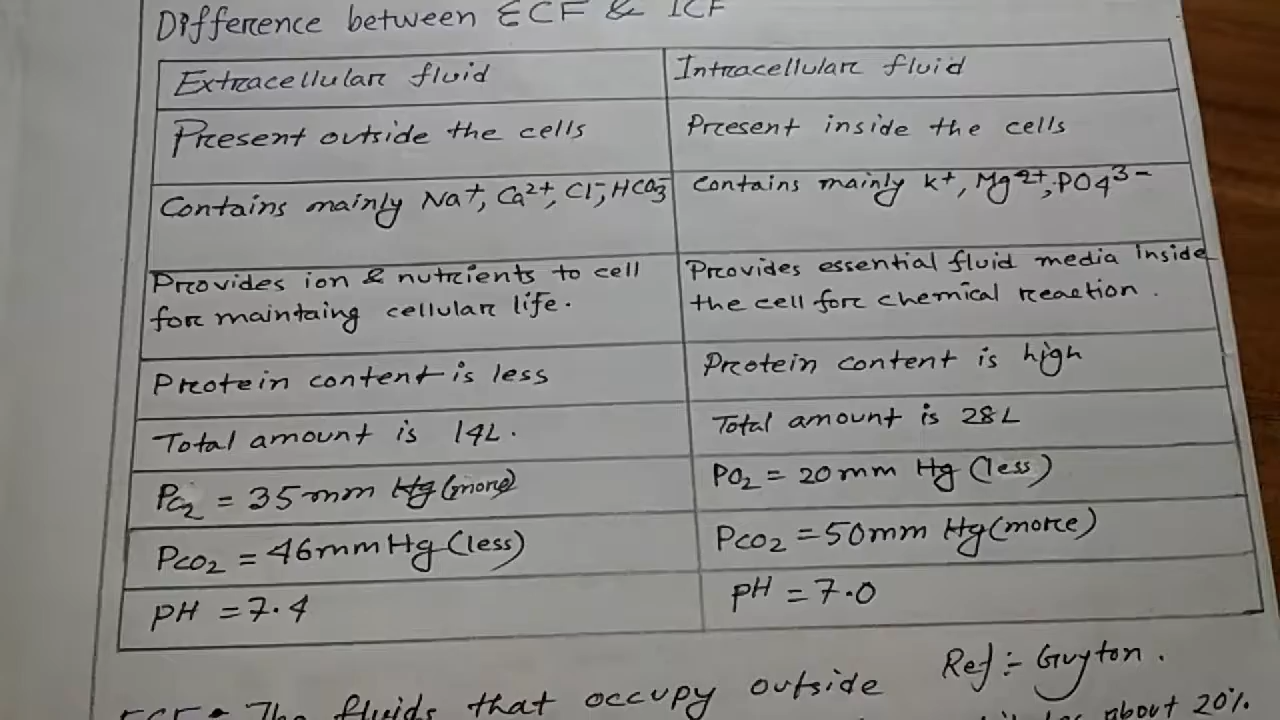 Difference between ECF & ICF
Extracellular fluid
Intracellular fluid
Present outside the cells
Present inside the cells
Contains mainly Na+, Ca2+, Cl-, HCO3-
Contains mainly K+, Mg2+, PO43-
Provides ion & nutrients to cell
for maintaing cellular life.
Provides essential fluid media inside
the cell for chemical reaction.
Protein content is less
Protein content is high
Total amount is 14L.
Total amount is 28L
PO2 = 35 mm Hg (more)
PO2 = 20 mm Hg (less)
PCO2 = 46 mm Hg (less)
PCO2 = 50 mm Hg (more)
PH = 7.4
PH = 7.0
Ref :- Guyton.
ECF • The fluids that occupy outside
about 20%.